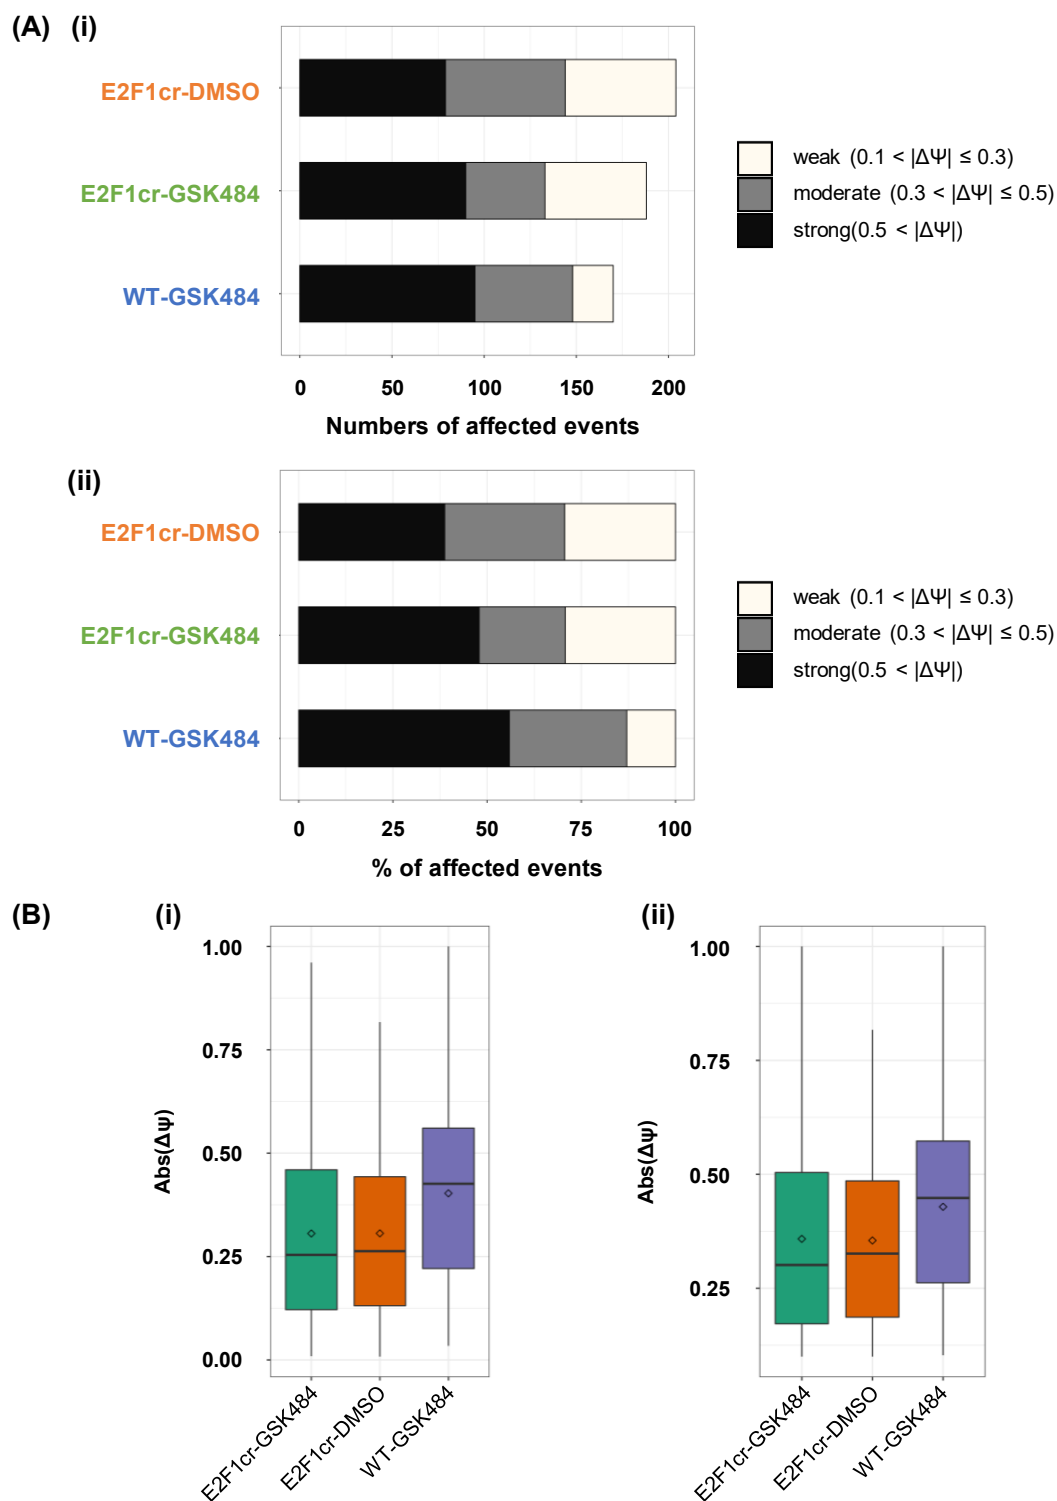 (A) (i)
E2F1cr-DMSO
E2F1cr-GSK484
WT-GSK484
0 50 100 150 200
Numbers of affected events
weak (0.1 < |ΔΨ| ≤ 0.3)
moderate (0.3 < |ΔΨ| ≤ 0.5)
strong(0.5 < |ΔΨ|)
(ii)
E2F1cr-DMSO
E2F1cr-GSK484
WT-GSK484
0 25 50 75 100
% of affected events
weak (0.1 < |ΔΨ| ≤ 0.3)
moderate (0.3 < |ΔΨ| ≤ 0.5)
strong(0.5 < |ΔΨ|)
(B) (i)
1.00
0.75
0.50
0.25
0.00
Abs(Δψ)
E2F1cr-GSK484
E2F1cr-DMSO
WT-GSK484
(ii)
1.00
0.75
0.50
0.25
Abs(Δψ)
E2F1cr-GSK484
E2F1cr-DMSO
WT-GSK484